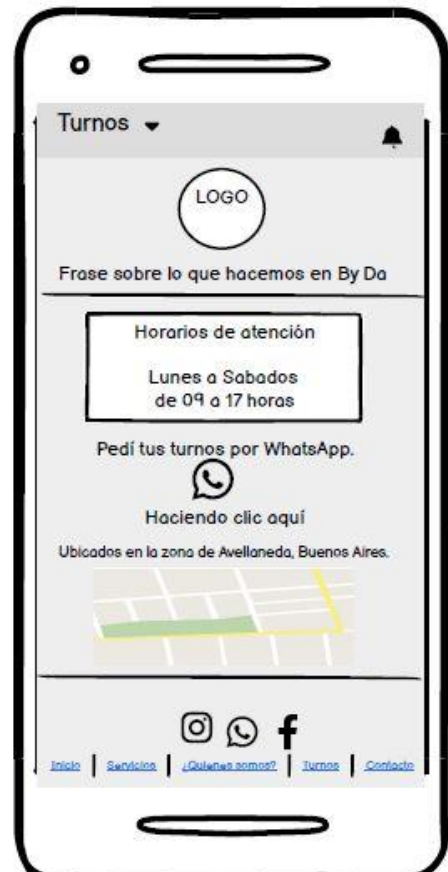 Turnos
LOGO
Frase sobre lo que hacemos en By Da
Horarios de atención
Lunes a Sabados
de 09 a 17 horas
Pedí tus turnos por WhatsApp.
Haciendo clic aquí
Ubicados en la zona de Avellaneda, Buenos Aires.
Inicio | Servicios | ¿Quienes somos? | Turnos | Contacto